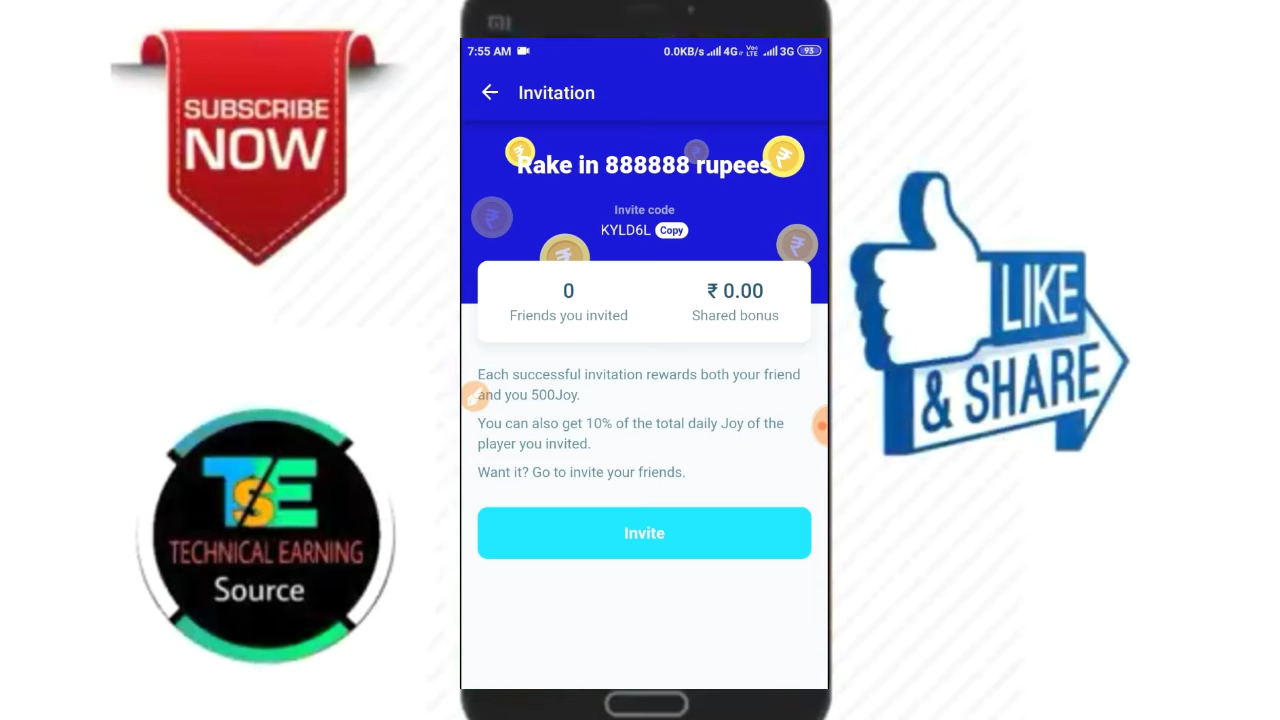 SUBSCRIBE
NOW
TSE
TECHNICAL EARNING
Source
7:55 AM
0.0KB/s 4G Vo LTE 3G 93
Invitation
Rake in 888888 rupees
Invite code
KYLD6L Copy
0
Friends you invited
₹ 0.00
Shared bonus
Each successful invitation rewards both your friend
and you 500Joy.
You can also get 10% of the total daily Joy of the
player you invited.
Want it? Go to invite your friends.
Invite
LIKE
& SHARE